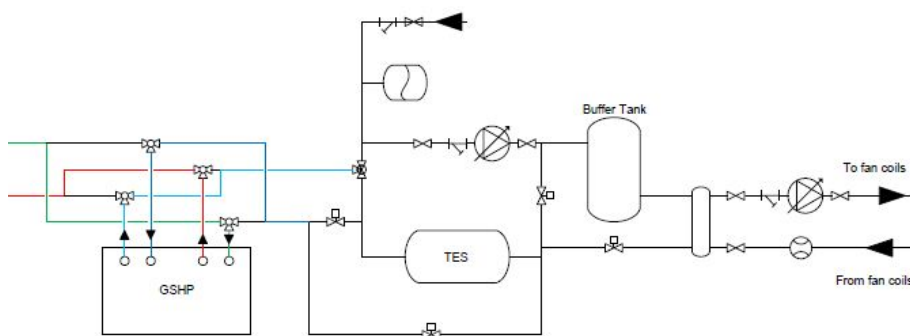 Buffer Tank
To fan coils
TES
GSHP
From fan coils